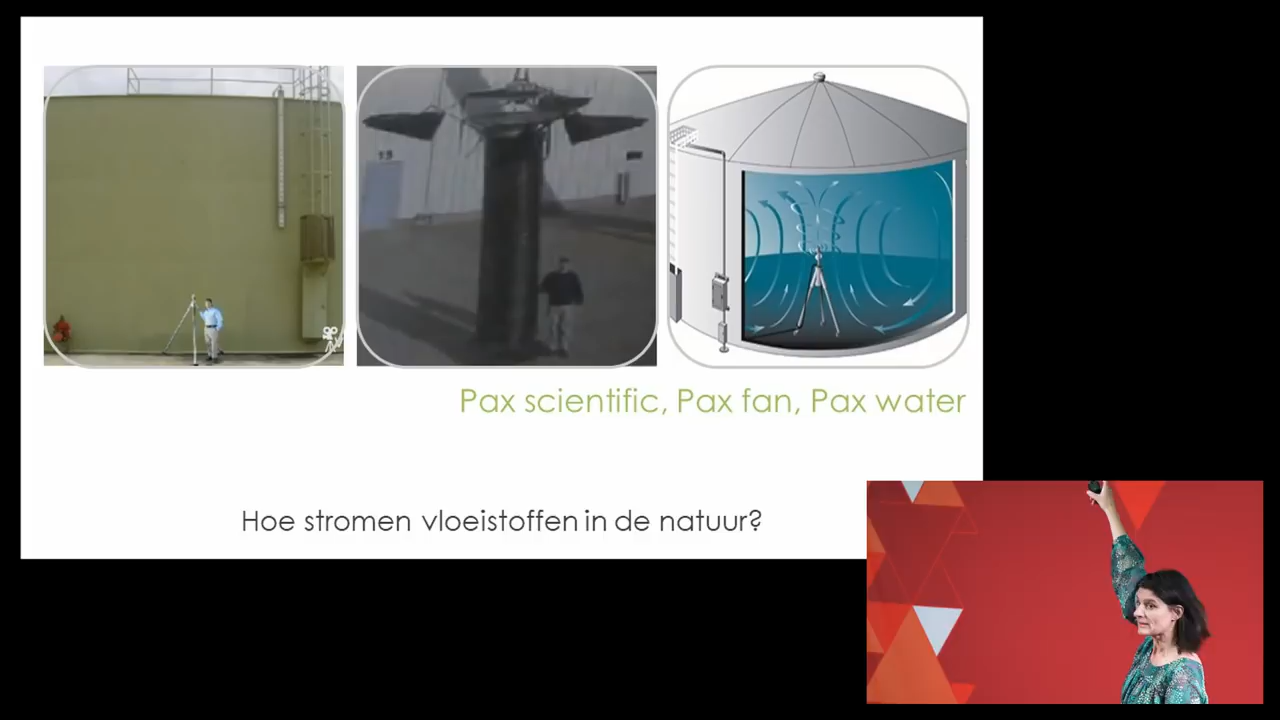 Pax scientific, Pax fan, Pax water
Hoe stromen vloeistoffen in de natuur?